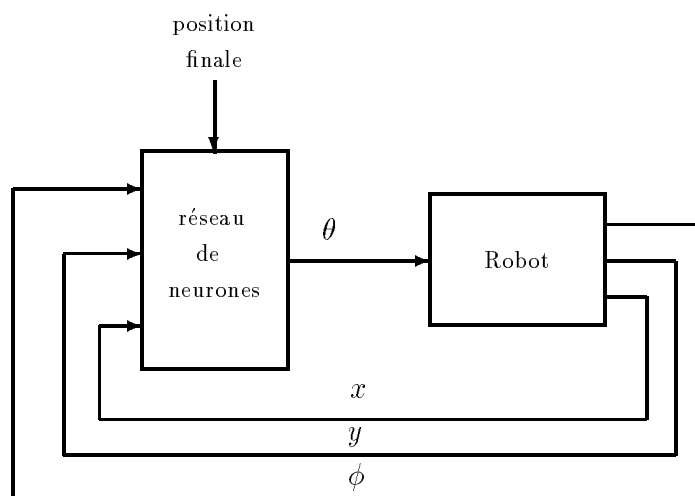 position
finale
réseau
de
neurones
θ
Robot
x
y
ϕ